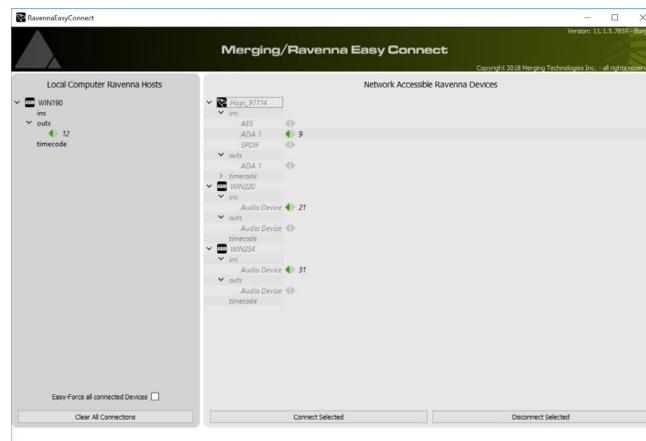 RavennaEasyConnect
Version: 11.1.5.7859 -
Merging/Ravenna Easy Connect
Copyright 2018 Merging Technologies Inc. - all rights
Local Computer Ravenna Hosts
WIN190
ins
outs
12
timecode
Easy-Force all connected Devices
Clear All Connections
Network Accessible Ravenna Devices
Hapi_91114
ins
AES
ADA 1 9
SPDIF
outs
ADA 1
timecode
WIN220
ins
Audio Device 21
outs
Audio Device
timecode
WIN254
ins
Audio Device 31
outs
Audio Device
timecode
Connect Selected
Disconnect Selected